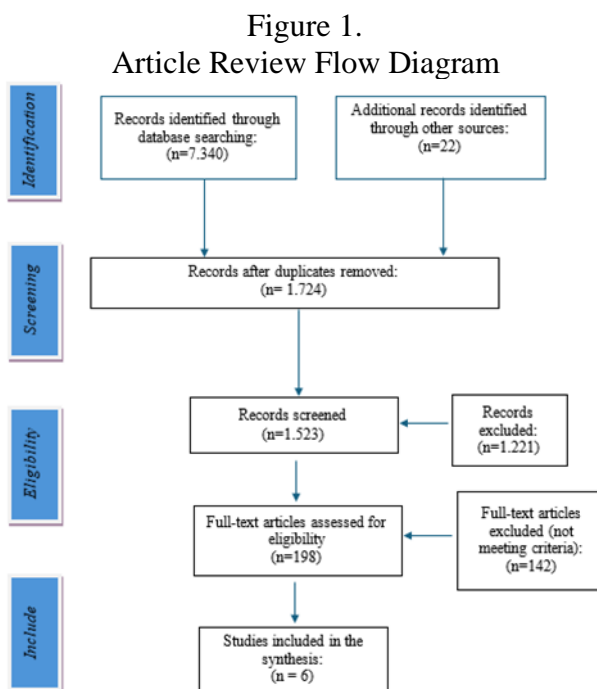 Figure 1.
Article Review Flow Diagram
Identification
Records identified through
database searching:
(n=7.340)
Additional records identified
through other sources:
(n=22)
Screening
Records after duplicates removed:
(n= 1.724)
Eligibility
Records screened
(n=1.523)
Records
excluded:
(n=1.221)
Full-text articles assessed for
eligibility
(n=198)
Full-text articles
excluded (not
meeting criteria):
(n=142)
Include
Studies included in the
synthesis:
(n = 6)